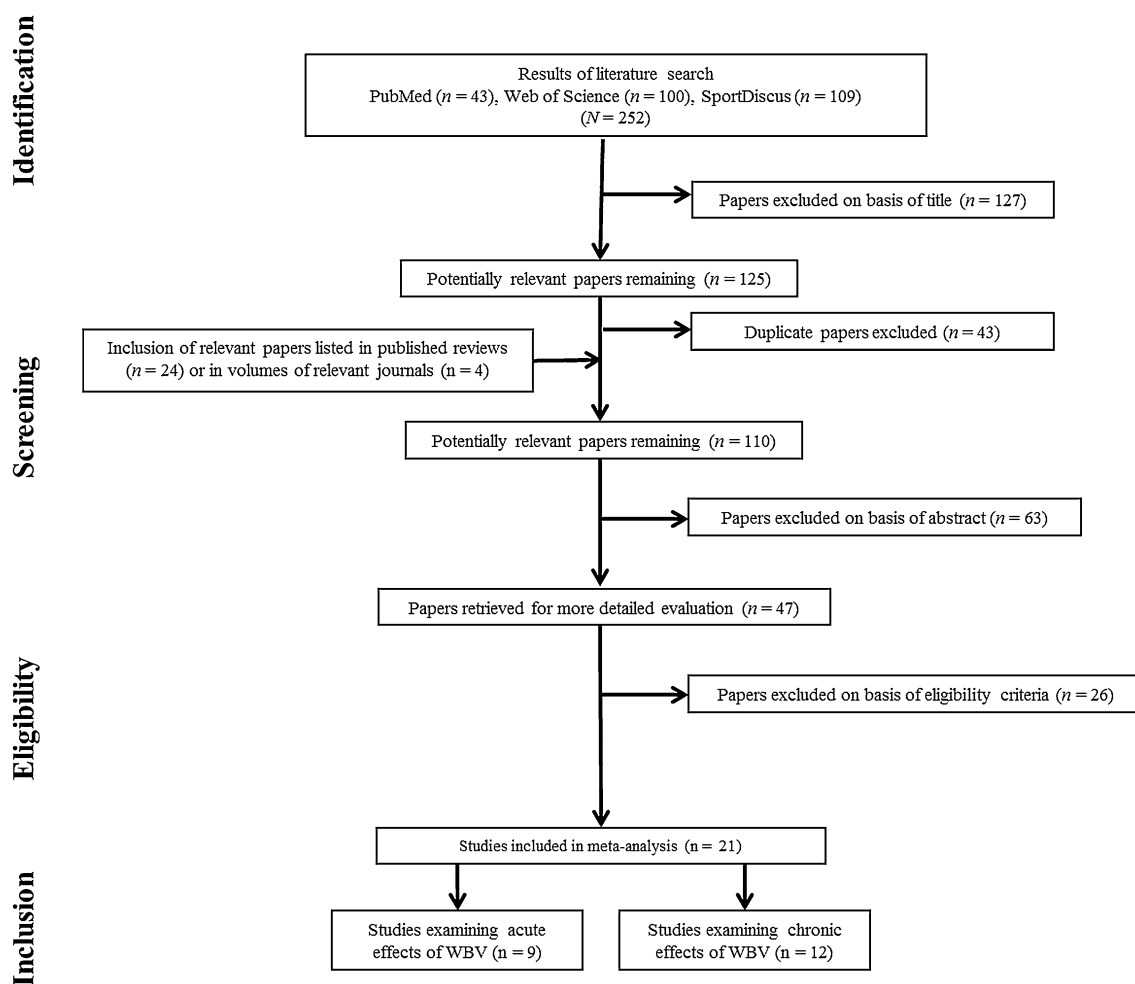 Identification
Results of literature search
PubMed (n = 43), Web of Science (n = 100), SportDiscus (n = 109)
(N = 252)
Papers excluded on basis of title (n = 127)
Potentially relevant papers remaining (n = 125)
Screening
Duplicate papers excluded (n = 43)
Inclusion of relevant papers listed in published reviews
(n = 24) or in volumes of relevant journals (n = 4)
Potentially relevant papers remaining (n = 110)
Papers excluded on basis of abstract (n = 63)
Papers retrieved for more detailed evaluation (n = 47)
Eligibility
Papers excluded on basis of eligibility criteria (n = 26)
Studies included in meta-analysis (n = 21)
Inclusion
Studies examining acute
effects of WBV (n = 9)
Studies examining chronic
effects of WBV (n = 12)